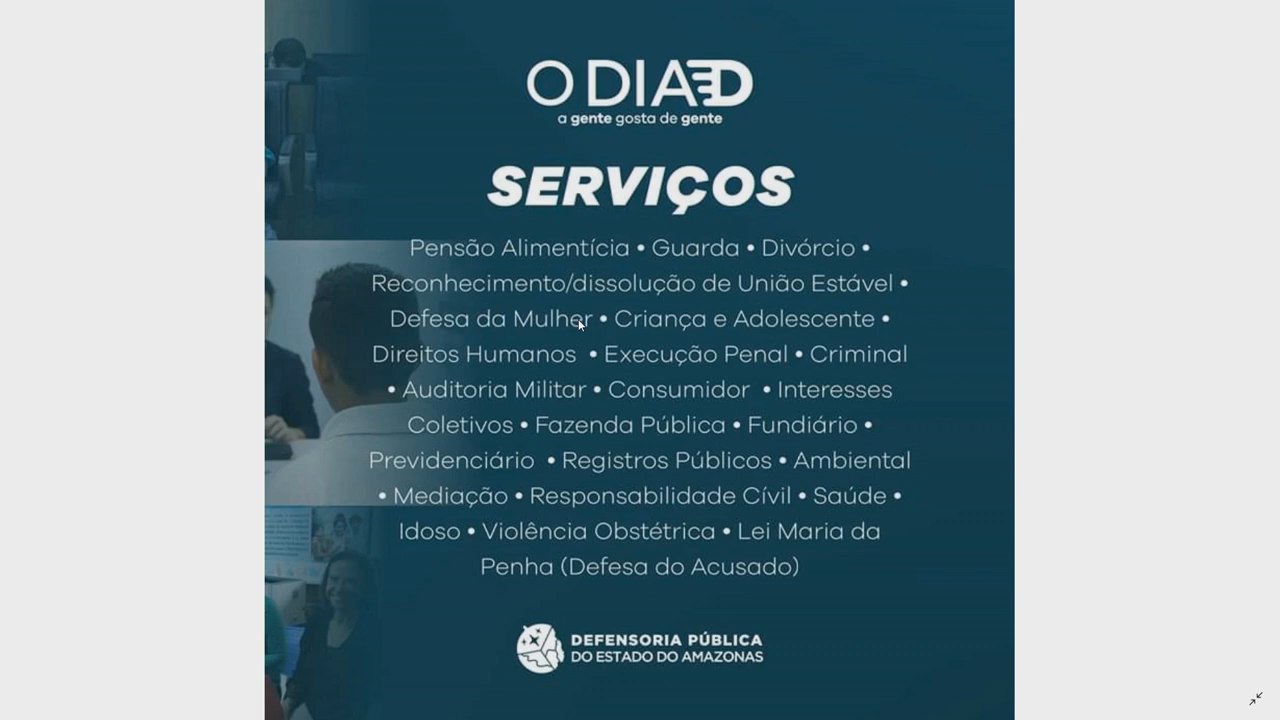 O DIA D
a gente gosta de gente
SERVIÇOS
Pensão Alimentícia • Guarda • Divórcio •
Reconhecimento/dissolução de União Estável •
Defesa da Mulher • Criança e Adolescente •
Direitos Humanos • Execução Penal • Criminal
• Auditoria Militar • Consumidor • Interesses
Coletivos • Fazenda Pública • Fundiário •
Previdenciário • Registros Públicos • Ambiental
• Mediação • Responsabilidade Cívil • Saúde •
Idoso • Violência Obstétrica • Lei Maria da
Penha (Defesa do Acusado)
DEFENSORIA PÚBLICA
DO ESTADO DO AMAZONAS